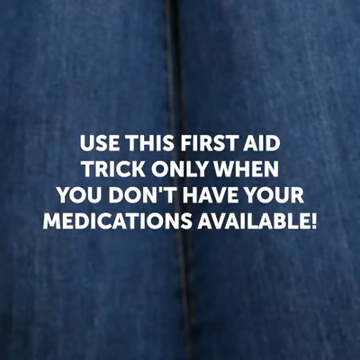 USE THIS FIRST AID
TRICK ONLY WHEN
YOU DON'T HAVE YOUR
MEDICATIONS AVAILABLE!